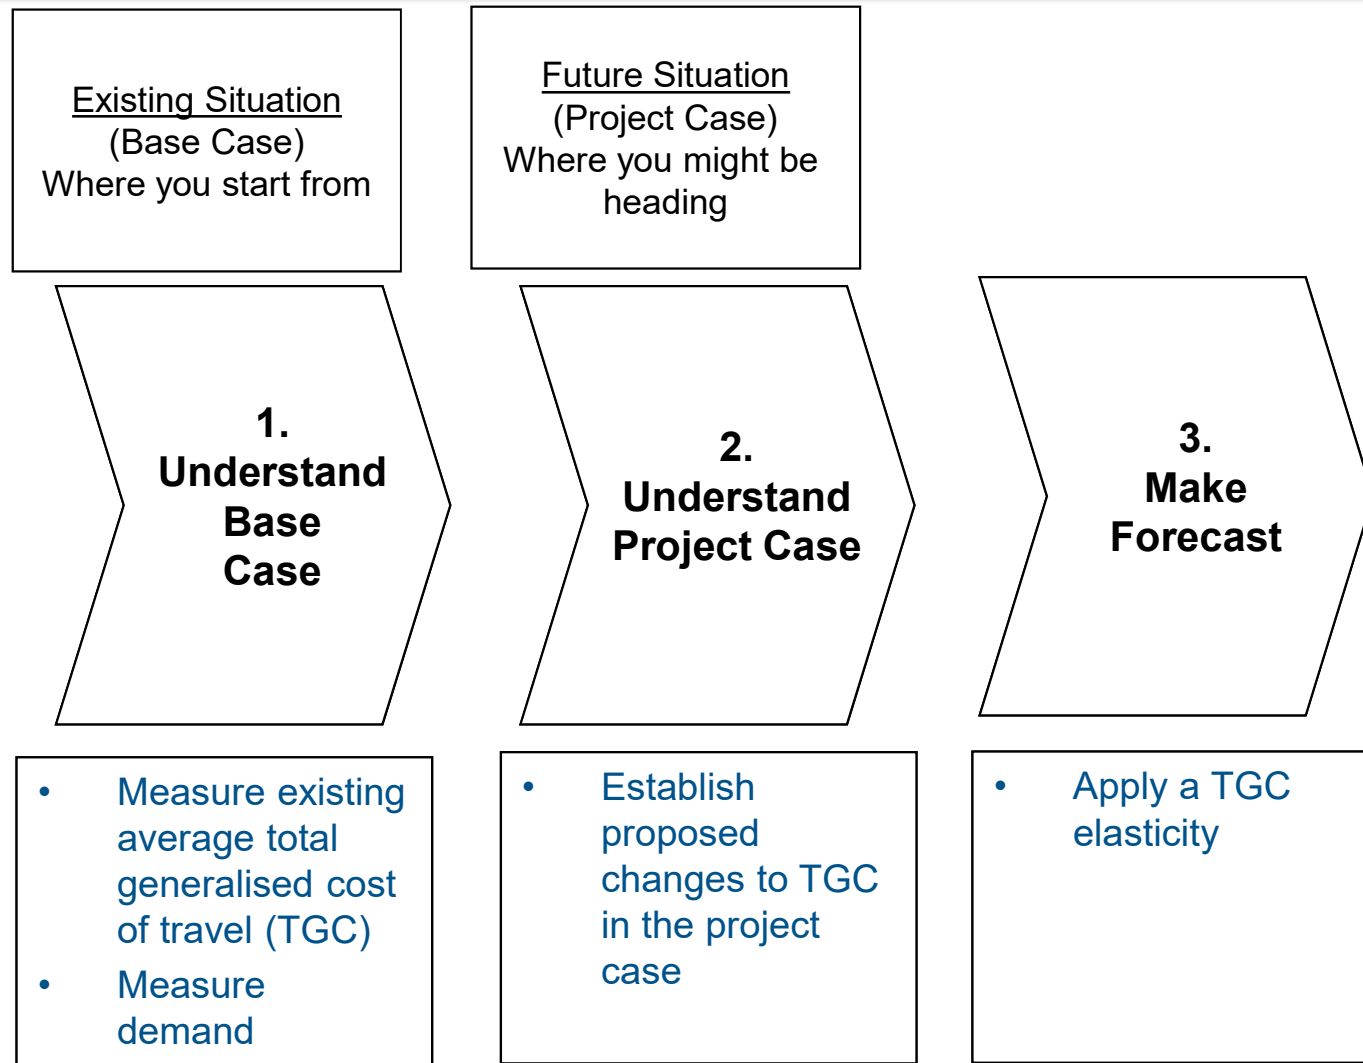 Existing Situation
(Base Case)
Where you start from
Future Situation
(Project Case)
Where you might be
heading
1.
Understand
Base
Case
2.
Understand
Project Case
3.
Make
Forecast
• Measure existing
average total
generalised cost
of travel (TGC)
• Measure
demand
• Establish
proposed
changes to TGC
in the project
case
• Apply a TGC
elasticity